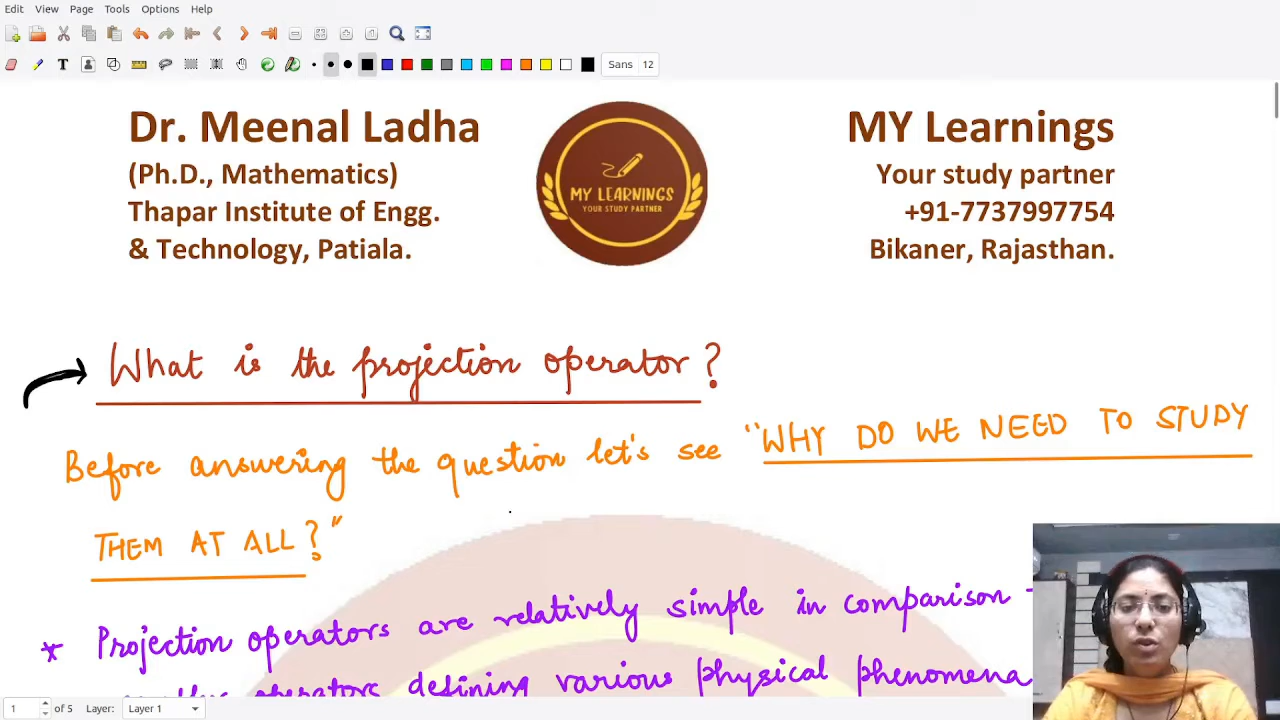 Edit View Page Tools Options Help
Sans 12
Dr. Meenal Ladha
(Ph.D., Mathematics)
Thapar Institute of Engg.
& Technology, Patiala.
MY LEARNINGS
YOUR STUDY PARTNER
MY Learnings
Your study partner
+91-7737997754
Bikaner, Rajasthan.
What is the projection operator?
Before answering the question let's see "WHY DO WE NEED TO STUDY
THEM AT ALL?"
* Projection operators are relatively simple in comparison
operators defining various physical phenomena
1 of 5 Layer: Layer 1